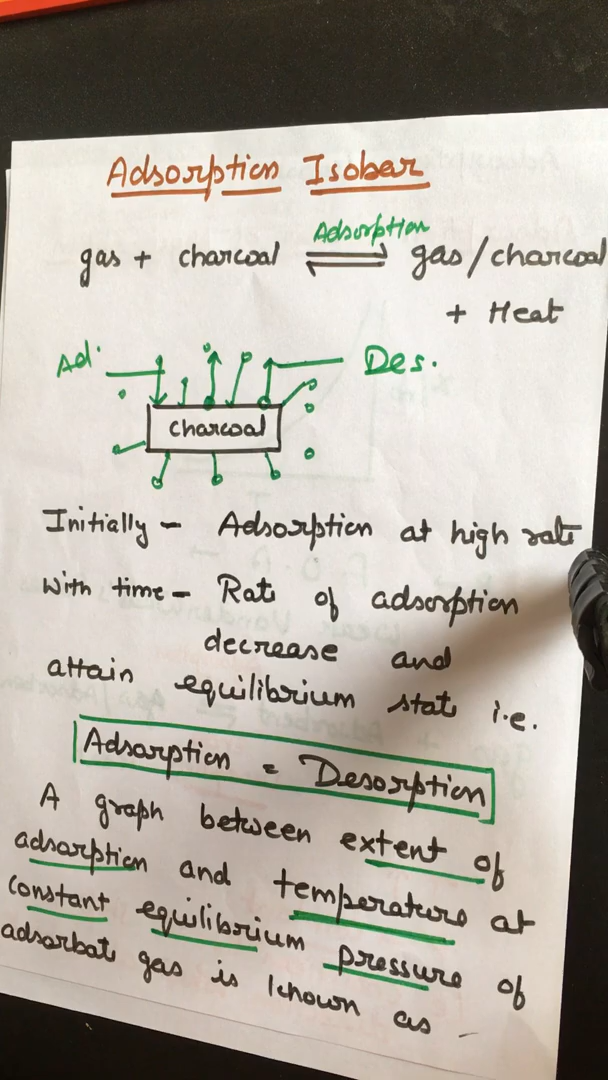 Adsorption Isobar
Adsorption
gas + charcoal ⇌ gas/charcoal
+ Heat
Ad. Des.
charcoal
Initially - Adsorption at high rate
With time - Rate of adsorption
decrease and
attain equilibrium state i.e.
Adsorption = Desorption
A graph between extent of
adsorption and temperature at
constant equilibrium pressure of
adsorbate gas is known as -